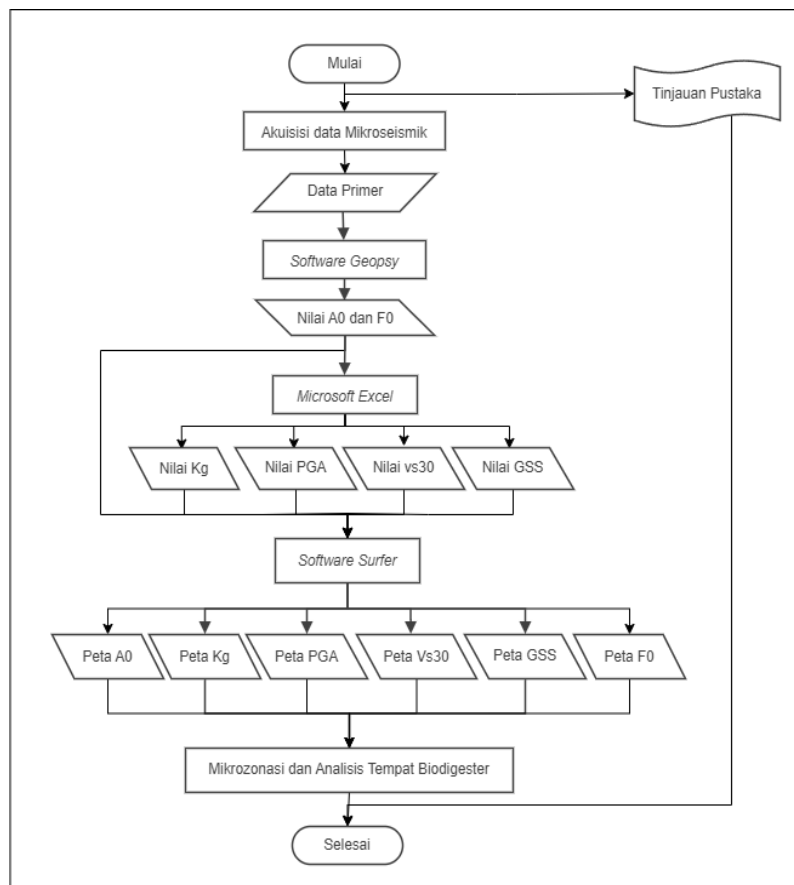 Mulai
Tinjauan Pustaka
Akuisisi data Mikroseismik
Data Primer
Software Geopsy
Nilai A0 dan F0
Microsoft Excel
Nilai Kg
Nilai PGA
Nilai vs30
Nilai GSS
Software Surfer
Peta A0
Peta Kg
Peta PGA
Peta Vs30
Peta GSS
Peta F0
Mikrozonasi dan Analisis Tempat Biodigester
Selesai